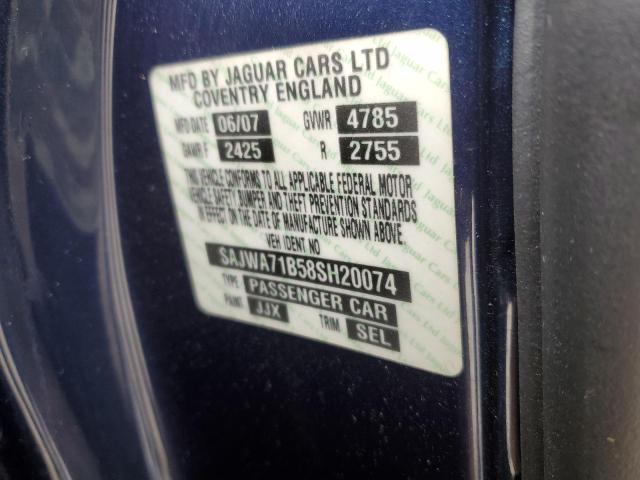 MFD BY JAGUAR CARS LTD
COVENTRY ENGLAND
MFD DATE 06/07 GVWR 4785
GAWR F 2425 R 2755
THIS VEHICLE CONFORMS TO ALL APPLICABLE FEDERAL MOTOR
VEHICLE SAFETY BUMPER AND THEFT PREVENTION STANDARDS
IN EFFECT ON THE DATE OF MANUFACTURE SHOWN ABOVE.
VEH IDENT NO
SAJWA71B58SH20074
TYPE PASSENGER CAR
PAINT JJX TRIM SEL